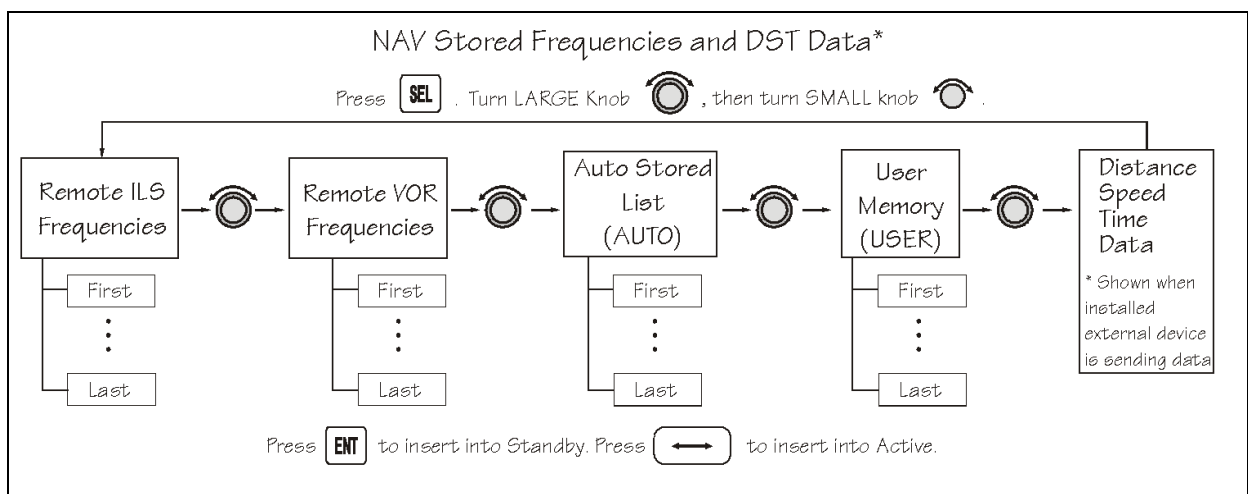 NAV Stored Frequencies and DST Data*
Press SEL . Turn LARGE Knob , then turn SMALL knob .
Remote ILS
Frequencies
First
Last
Remote VOR
Frequencies
First
Last
Auto Stored
List
(AUTO)
First
Last
User
Memory
(USER)
First
Last
Distance
Speed
Time
Data
* Shown when
installed
external device
is sending data
Press ENT to insert into Standby. Press ↔ to insert into Active.